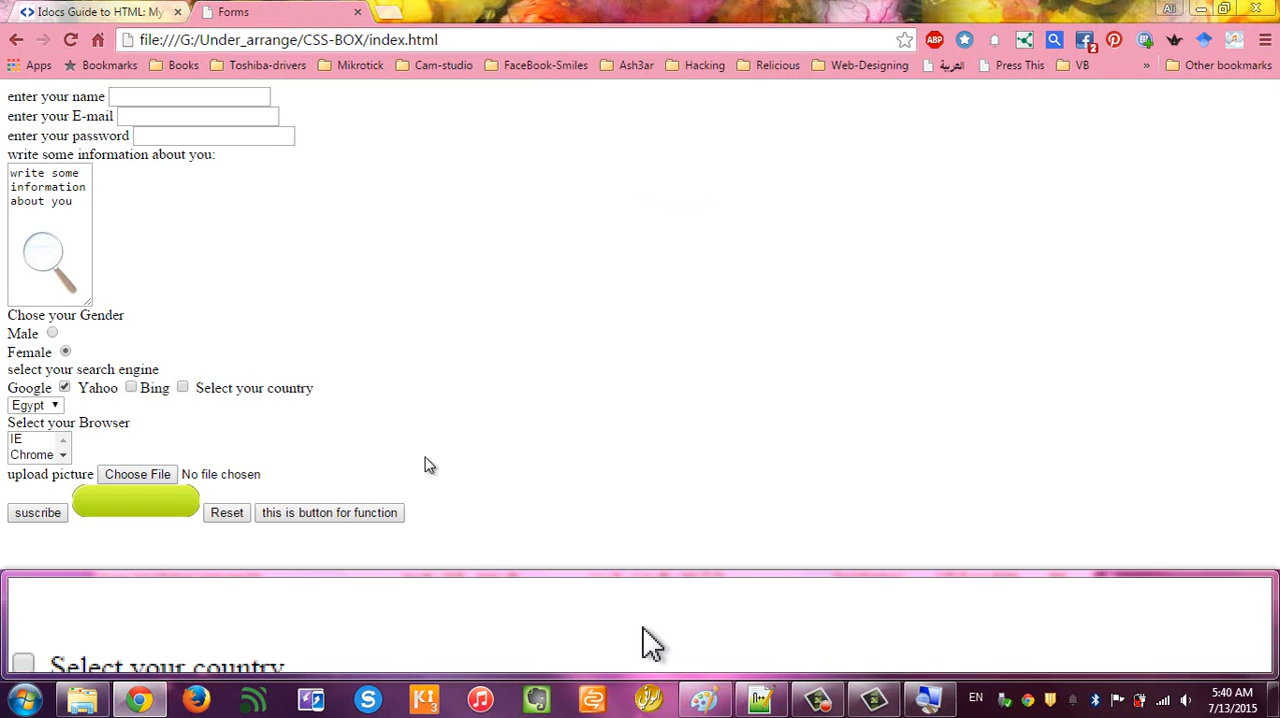 Idocs Guide to HTML: My
Forms
Ali
file:///G:/Under_arrange/CSS-BOX/index.html
ABP
2
Apps Bookmarks Books Toshiba-drivers Mikrotick Cam-studio FaceBook-Smiles Ash3ar Hacking Relicious Web-Designing العربية Press This VB » Other bookmarks
enter your name
enter your E-mail
enter your password
write some information about you:
write some
information
about you
Chose your Gender
Male
Female
select your search engine
Google Yahoo Bing Select your country
Egypt
Select your Browser
IE
Chrome
upload picture Choose File No file chosen
suscribe Reset this is button for function
Select your country
EN
5:40 AM
7/13/2015